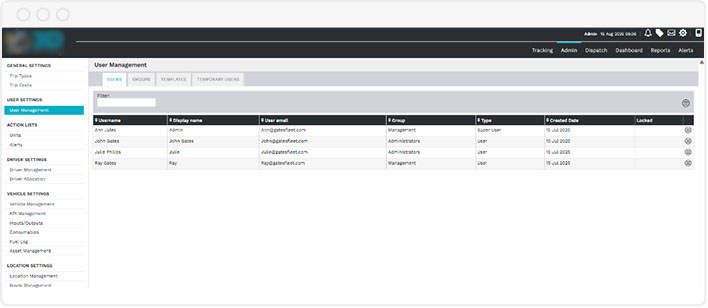 Admin 15 Aug 2025 09:26
Tracking Admin Dispatch Dashboard Reports Alerts
GENERAL SETTINGS
Trip Types
Trip Costs
USER SETTINGS
User Management
ACTION LISTS
Units
Alerts
DRIVER SETTINGS
Driver Management
Driver Allocation
VEHICLE SETTINGS
Vehicle Management
KPI Management
Inputs/Outputs
Consumables
Fuel Log
Asset Management
LOCATION SETTINGS
Location Management
Route Management
User Management
USERS GROUPS TEMPLATES TEMPORARY USERS
Filter:
Username Display name User email Group Type Created Date Locked
Ann Jules Admin Ann@gatesfleet.com Management Super User 15 Jul 2025
John Gates John Gates John@gatesfleet.com Administrators User 15 Jul 2025
Julie Philips Julie Julie@gatesfleet.com Administrators User 15 Jul 2025
Ray Gates Ray Ray@gatesfleet.com Management User 15 Jul 2025